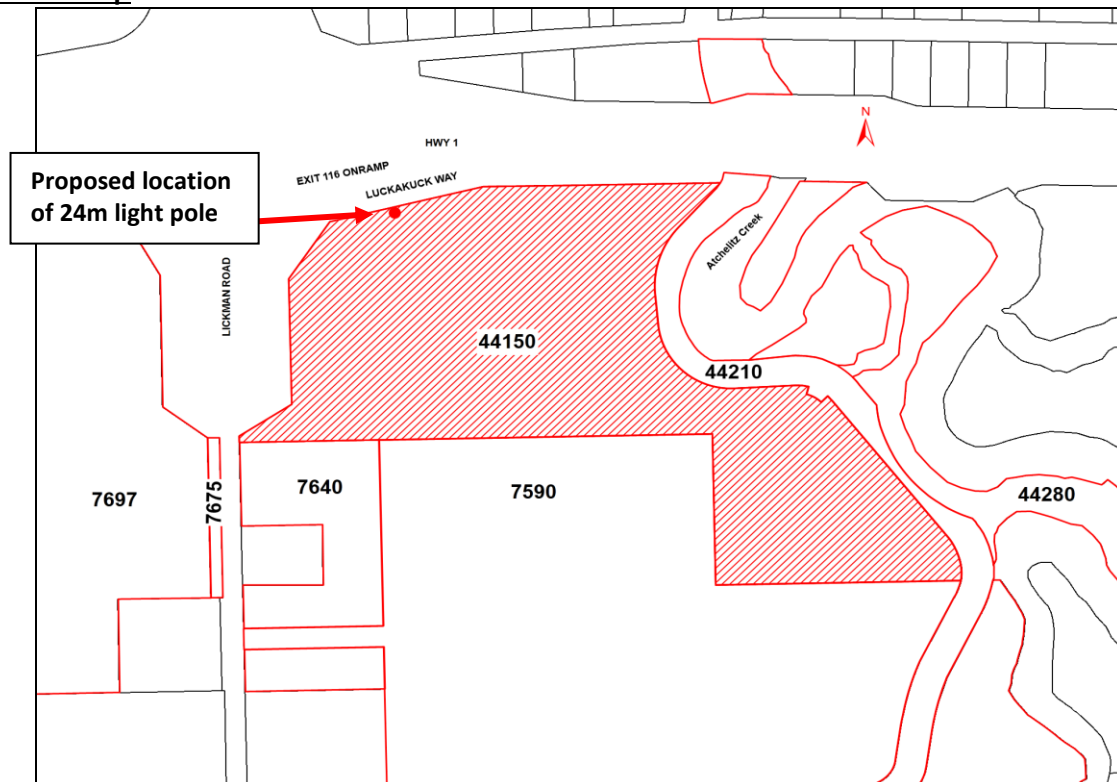 HWY 1
N
EXIT 116 ONRAMP
LUCKAKUCK WAY
Proposed location
of 24m light pole
Atchelitz Creek
LICKMAN ROAD
44150
44210
7697
7675
7640
7590
44280